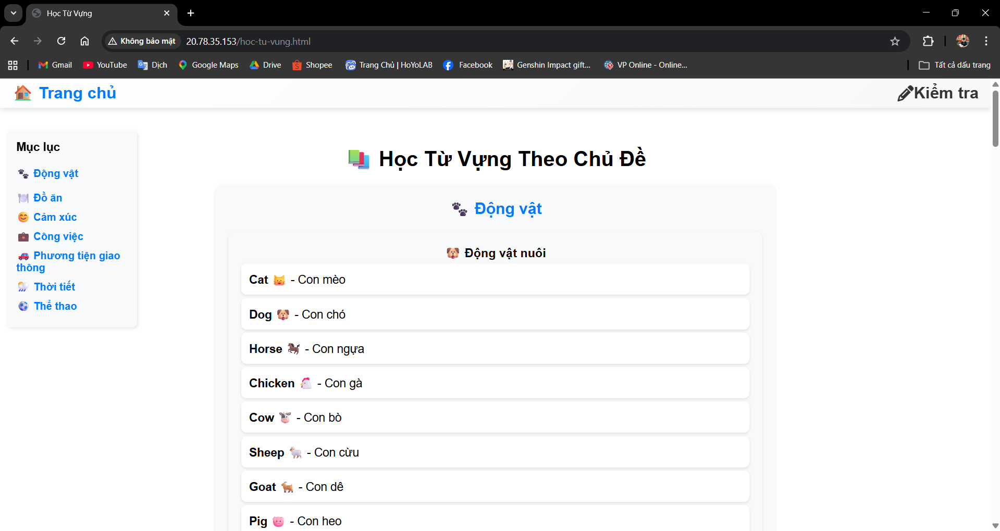 Học Từ Vựng
Không bảo mật 20.78.35.153/hoc-tu-vung.html
Gmail YouTube Dịch Google Maps Drive Shopee Trang Chủ | HoYoLAB Facebook Genshin Impact gift... VP Online - Online... Tất cả dấu trang
Trang chủ
Kiểm tra
Mục lục
Động vật
Đồ ăn
Cảm xúc
Công việc
Phương tiện giao
thông
Thời tiết
Thể thao
Học Từ Vựng Theo Chủ Đề
Động vật
Động vật nuôi
Cat - Con mèo
Dog - Con chó
Horse - Con ngựa
Chicken - Con gà
Cow - Con bò
Sheep - Con cừu
Goat - Con dê
Pig - Con heo